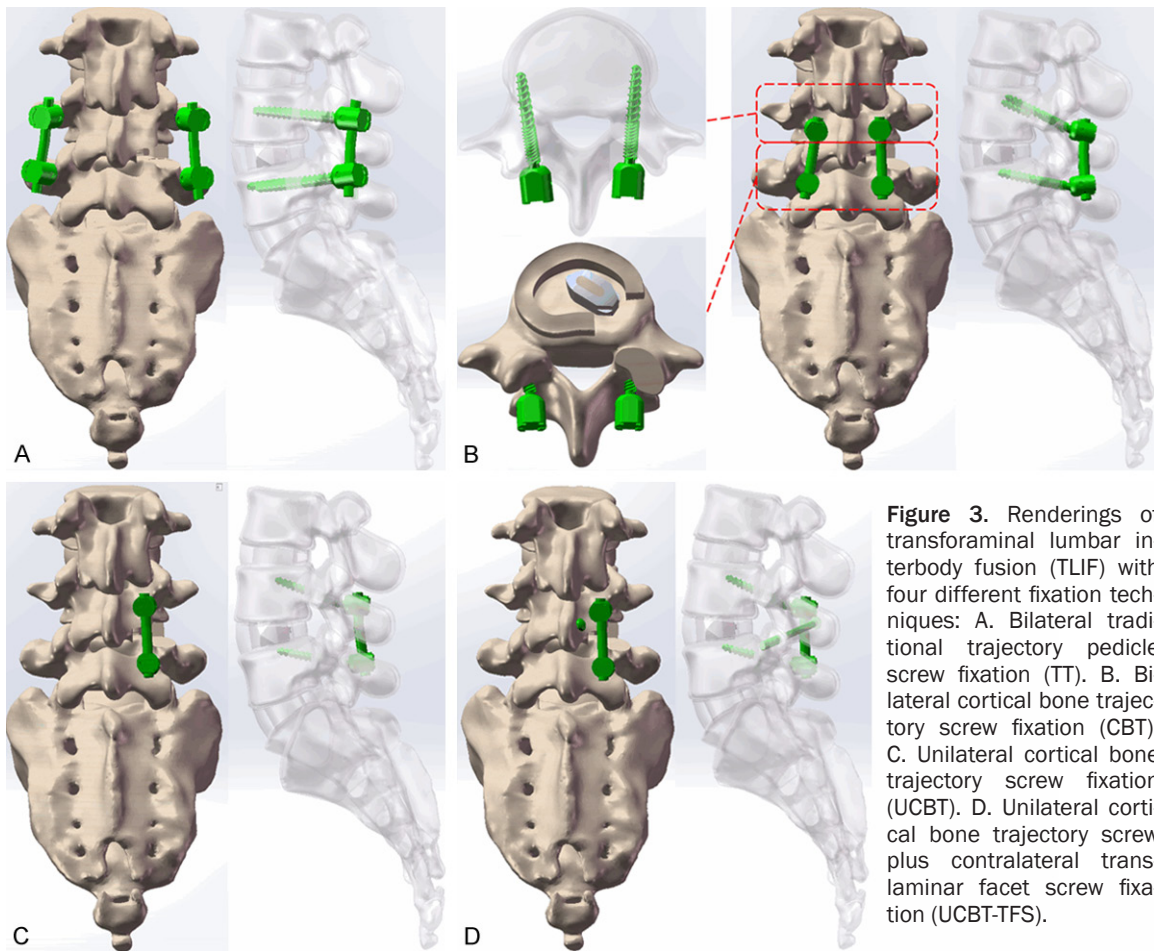 A
B
C
D
Figure 3. Renderings of
transforaminal lumbar in-
terbody fusion (TLIF) with
four different fixation tech-
niques: A. Bilateral tradi-
tional trajectory pedicle
screw fixation (TT). B. Bi-
lateral cortical bone trajec-
tory screw fixation (CBT).
C. Unilateral cortical bone
trajectory screw fixation
(UCBT). D. Unilateral corti-
cal bone trajectory screw
plus contralateral trans-
laminar facet screw fixa-
tion (UCBT-TFS).